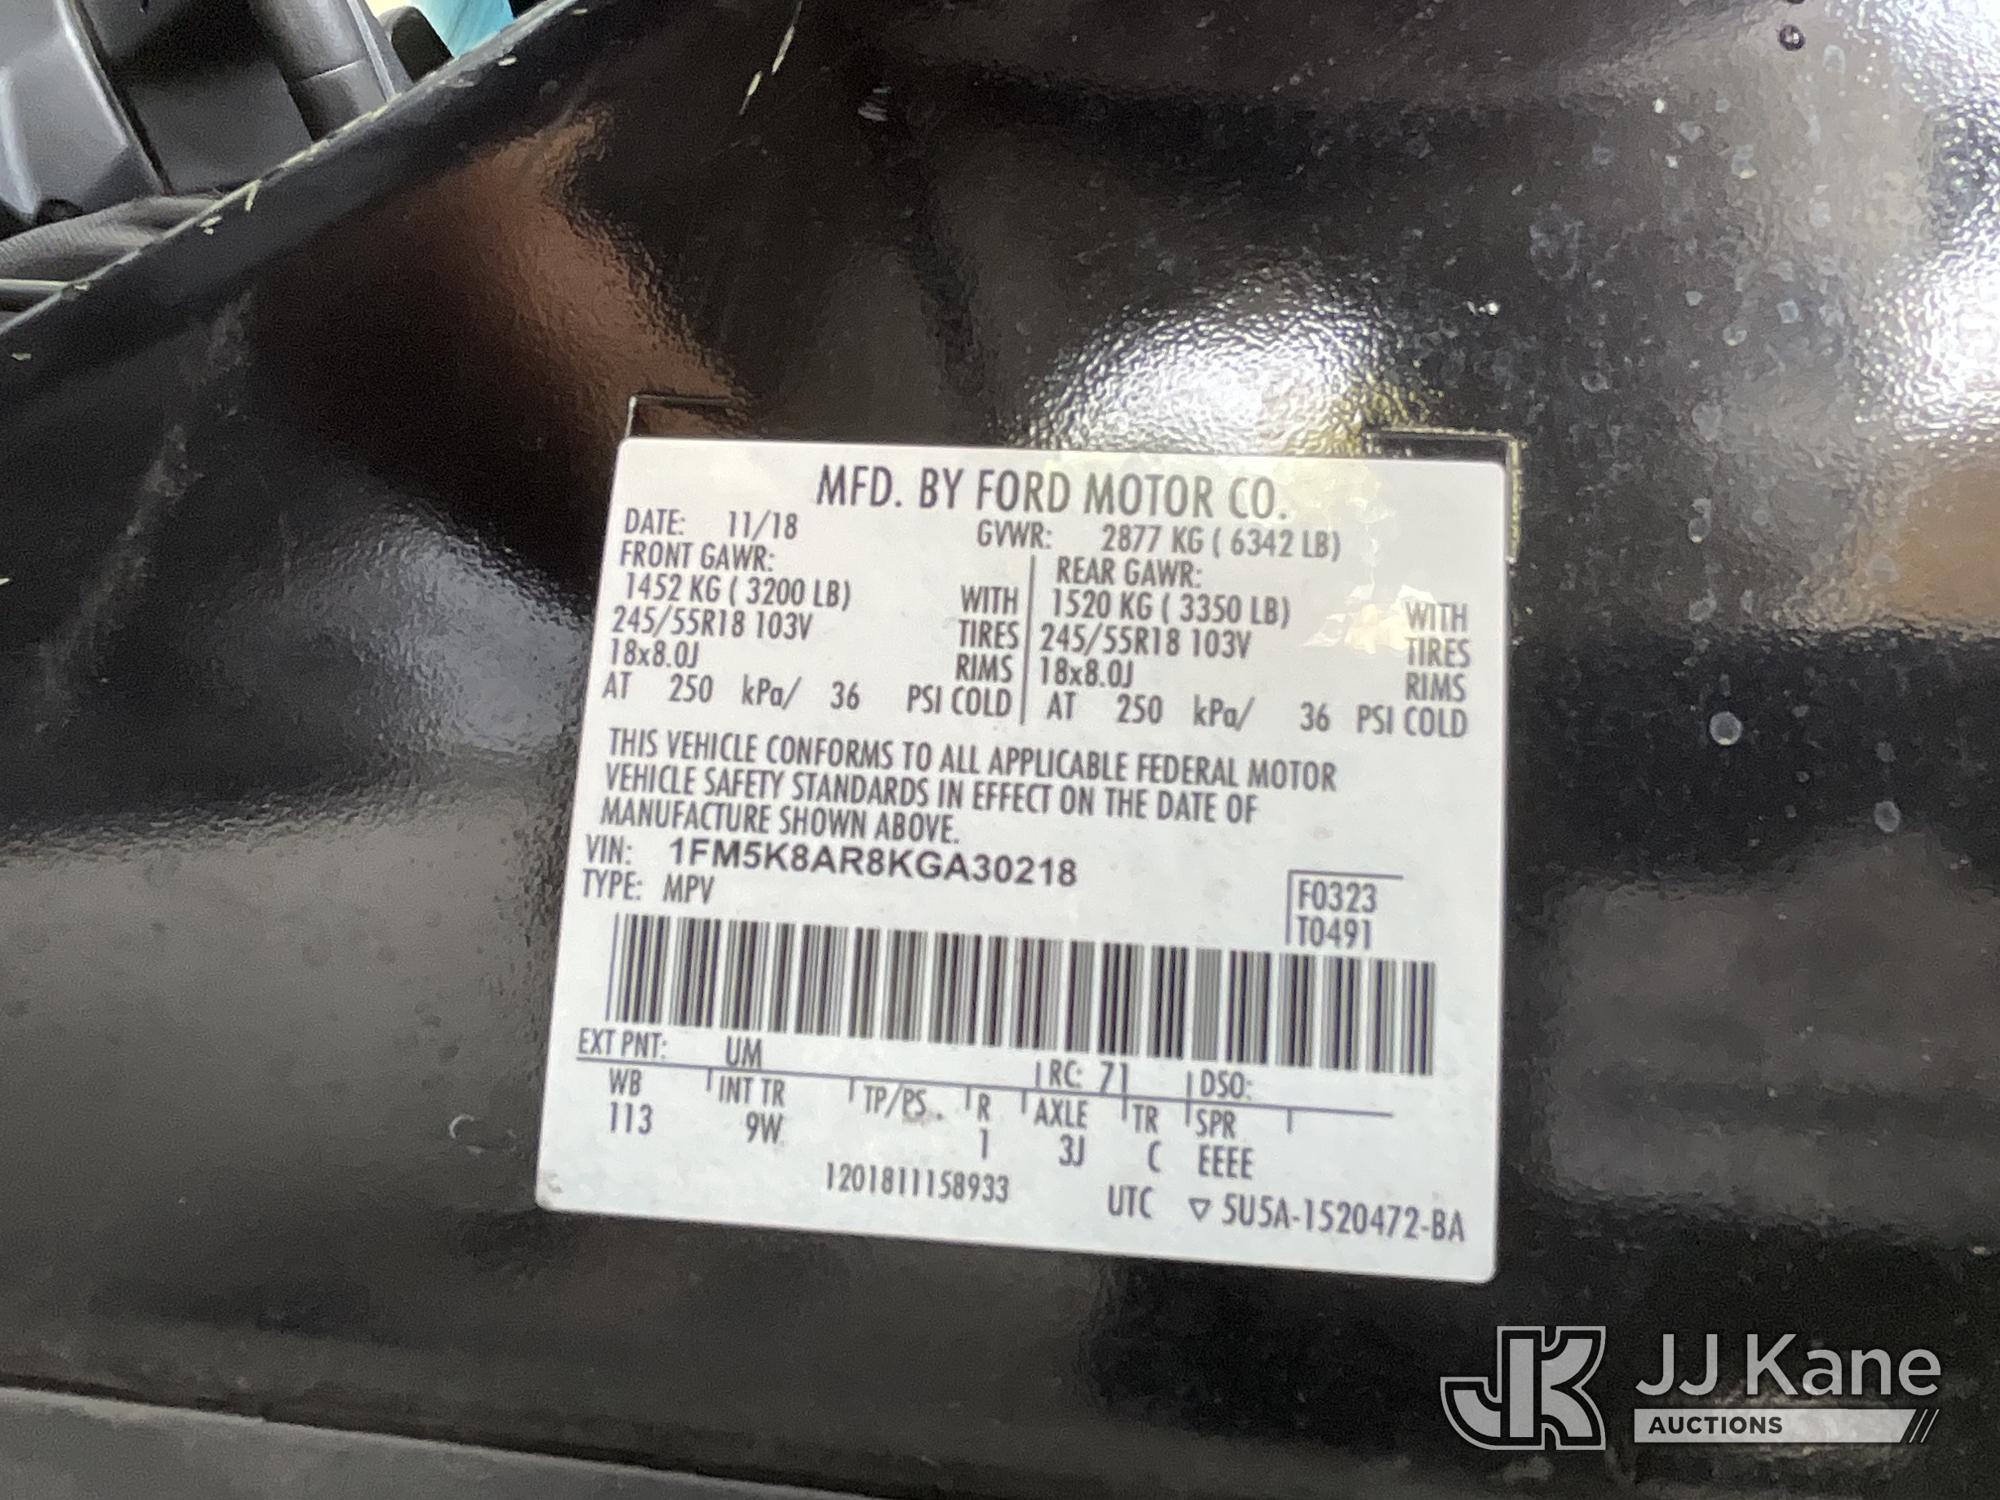 MFD. BY FORD MOTOR CO.
DATE: 11/18 GVWR: 2877 KG ( 6342 LB)
FRONT GAWR: REAR GAWR:
1452 KG ( 3200 LB) WITH 1520 KG ( 3350 LB) WITH
245/55R18 103V TIRES 245/55R18 103V TIRES
18x8.0J RIMS 18x8.0J RIMS
AT 250 kPa/ 36 PSI COLD AT 250 kPa/ 36 PSI COLD
THIS VEHICLE CONFORMS TO ALL APPLICABLE FEDERAL MOTOR
VEHICLE SAFETY STANDARDS IN EFFECT ON THE DATE OF
MANUFACTURE SHOWN ABOVE.
VIN: 1FM5K8AR8KGA30218
TYPE: MPV F0323
T0491
EXT PNT: UM RC: 71 DSO:
WB INT TR TP/PS R AXLE TR SPR
113 9W 1 3J C EEEE
1201811158933 UTC ▽ 5U5A-1520472-BA
JK JJ Kane
AUCTIONS